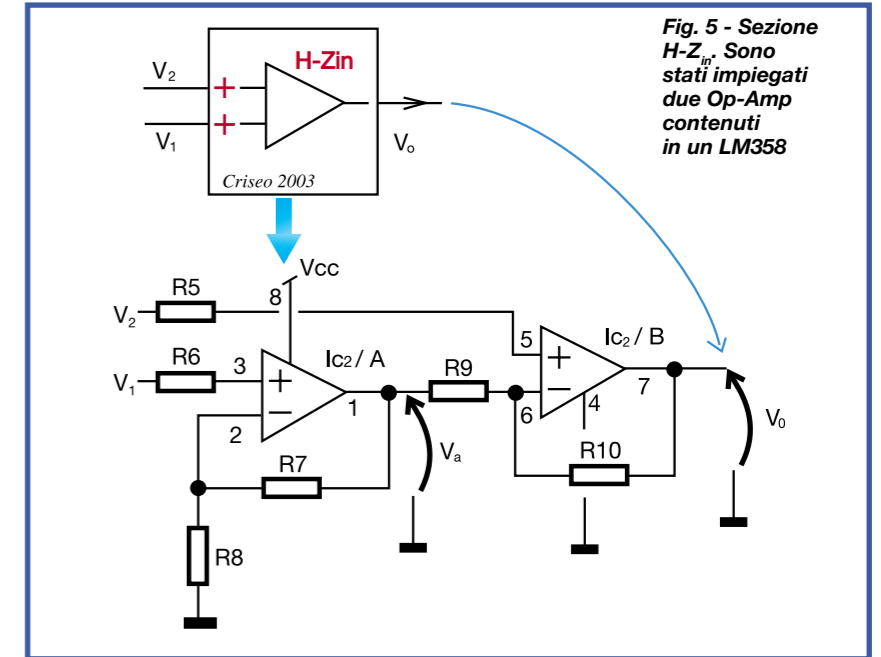 Fig. 5 - Sezione
H-Zin. Sono
stati impiegati
due Op-Amp
contenuti
in un LM358
H-Zin
V2
+
V1
+
Vo
Criseo 2003
Vcc
8
R5
V2
R6
V1
3
+
Ic2 / A
−
2
1
R7
R8
Va
R9
5
+
Ic2 / B
−
6
4
7
R10
V0